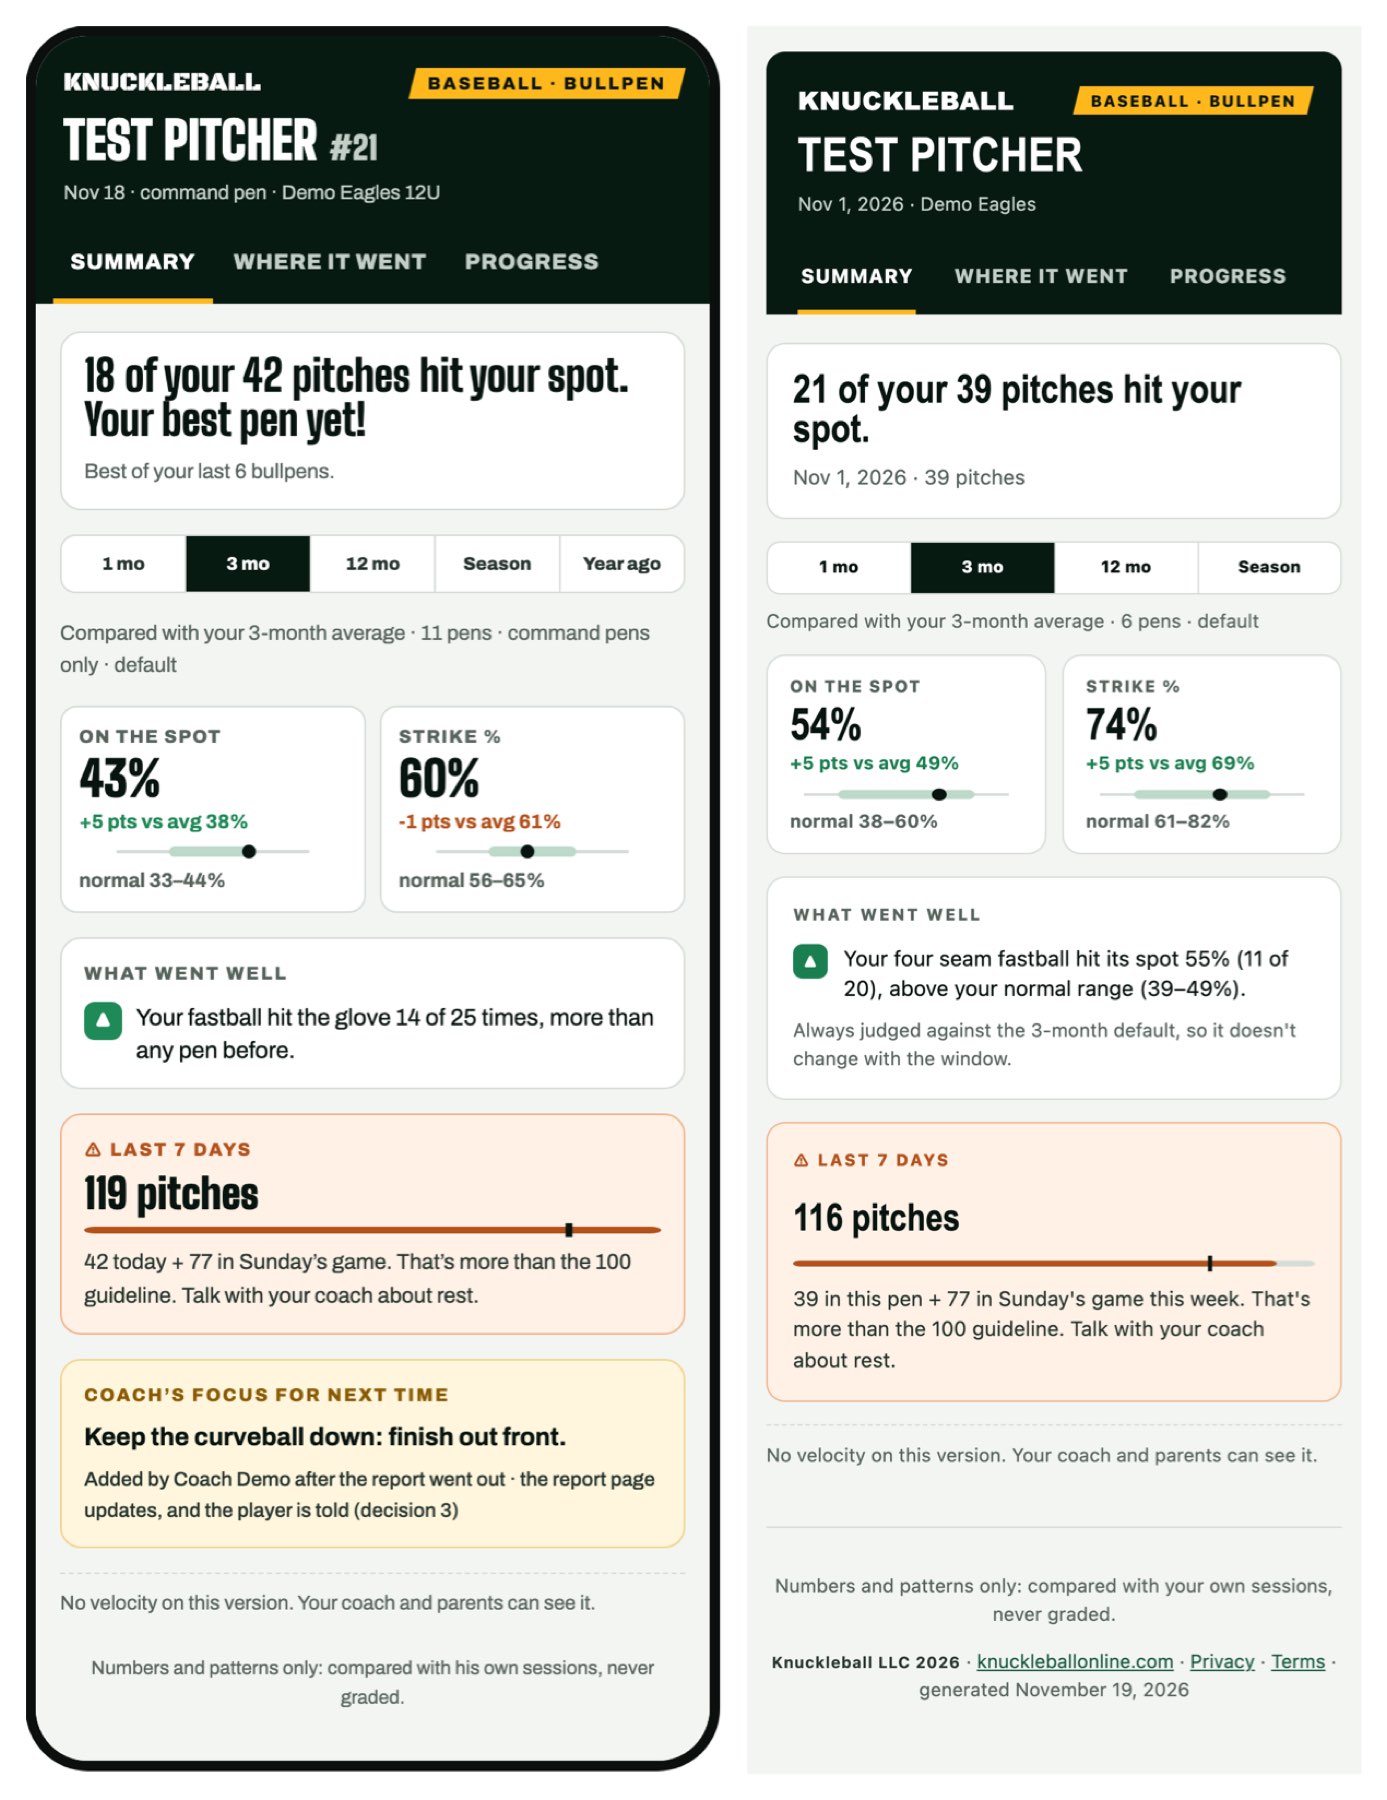 KNUCKLEBALL
BASEBALL · BULLPEN
TEST PITCHER #21
Nov 18 · command pen · Demo Eagles 12U
SUMMARY
WHERE IT WENT
PROGRESS
18 of your 42 pitches hit your spot.
Your best pen yet!
Best of your last 6 bullpens.
1 mo
3 mo
12 mo
Season
Year ago
Compared with your 3-month average · 11 pens · command pens
only · default
ON THE SPOT
43%
+5 pts vs avg 38%
normal 33–44%
STRIKE %
60%
-1 pts vs avg 61%
normal 56–65%
WHAT WENT WELL
Your fastball hit the glove 14 of 25 times, more than
any pen before.
⚠ LAST 7 DAYS
119 pitches
42 today + 77 in Sunday’s game. That’s more than the 100
guideline. Talk with your coach about rest.
COACH’S FOCUS FOR NEXT TIME
Keep the curveball down: finish out front.
Added by Coach Demo after the report went out · the report page
updates, and the player is told (decision 3)
No velocity on this version. Your coach and parents can see it.
Numbers and patterns only: compared with his own sessions, never
graded.
KNUCKLEBALL
BASEBALL · BULLPEN
TEST PITCHER
Nov 1, 2026 · Demo Eagles
SUMMARY
WHERE IT WENT
PROGRESS
21 of your 39 pitches hit your
spot.
Nov 1, 2026 · 39 pitches
1 mo
3 mo
12 mo
Season
Compared with your 3-month average · 6 pens · default
ON THE SPOT
54%
+5 pts vs avg 49%
normal 38–60%
STRIKE %
74%
+5 pts vs avg 69%
normal 61–82%
WHAT WENT WELL
Your four seam fastball hit its spot 55% (11 of
20), above your normal range (39–49%).
Always judged against the 3-month default, so it doesn't
change with the window.
⚠ LAST 7 DAYS
116 pitches
39 in this pen + 77 in Sunday's game this week. That's
more than the 100 guideline. Talk with your coach
about rest.
No velocity on this version. Your coach and parents can see it.
Numbers and patterns only: compared with your own sessions,
never graded.
Knuckleball LLC 2026 · knuckleballonline.com · Privacy · Terms ·
generated November 19, 2026